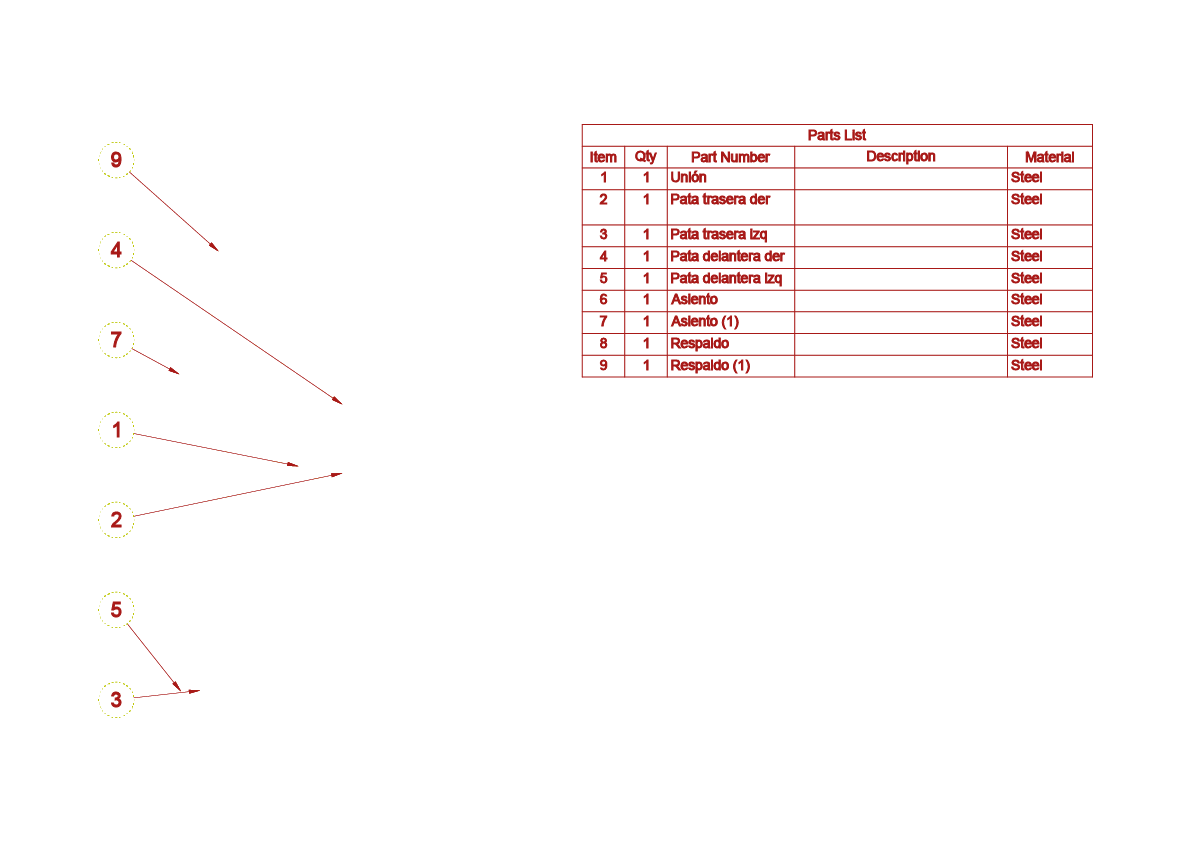 9
4
7
1
2
5
3
Parts List
Item Qty Part Number Description Material
1 1 Unión Steel
2 1 Pata trasera der Steel
3 1 Pata trasera izq Steel
4 1 Pata delantera der Steel
5 1 Pata delantera izq Steel
6 1 Asiento Steel
7 1 Asiento (1) Steel
8 1 Respaldo Steel
9 1 Respaldo (1) Steel